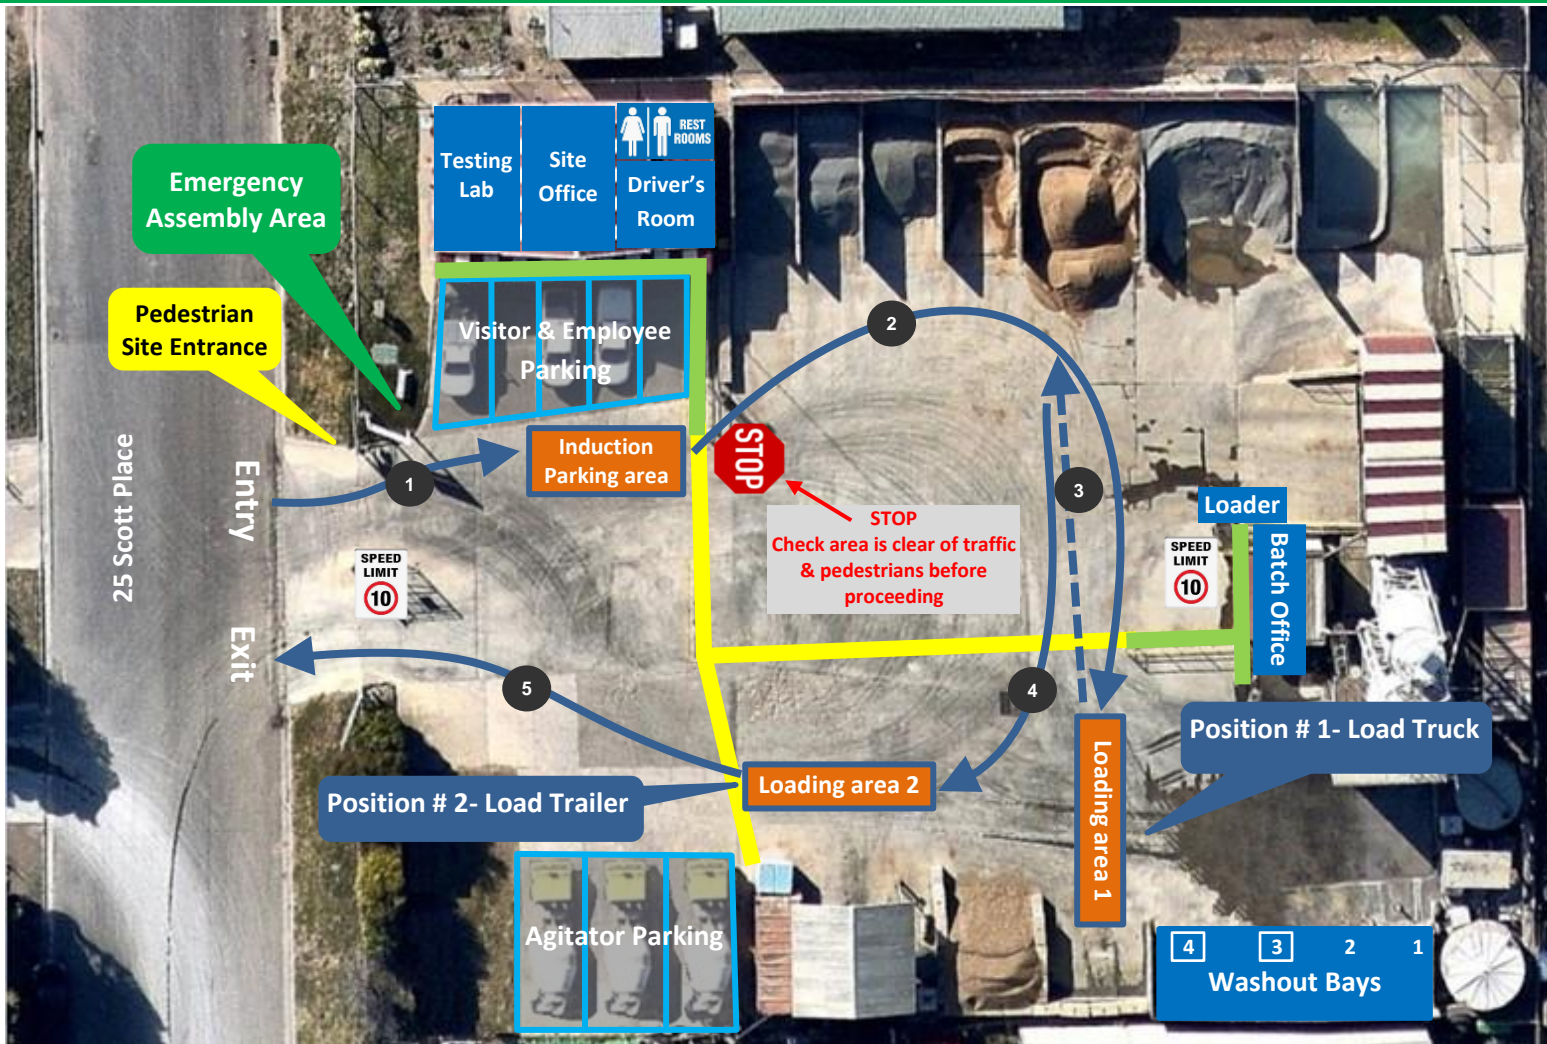 REST
ROOMS
Testing
Lab
Site
Office
Driver's
Room
Emergency
Assembly Area
Pedestrian
Site Entrance
Visitor & Employee
Parking
2
Induction
Parking area
STOP
1
Entry
25 Scott Place
3
STOP
Check area is clear of traffic
& pedestrians before
proceeding
Loader
Batch Office
SPEED
LIMIT
10
SPEED
LIMIT
10
Exit
5
4
Position # 1- Load Truck
Loading area 1
Loading area 2
Position # 2- Load Trailer
Agitator Parking
4 3 2 1
Washout Bays